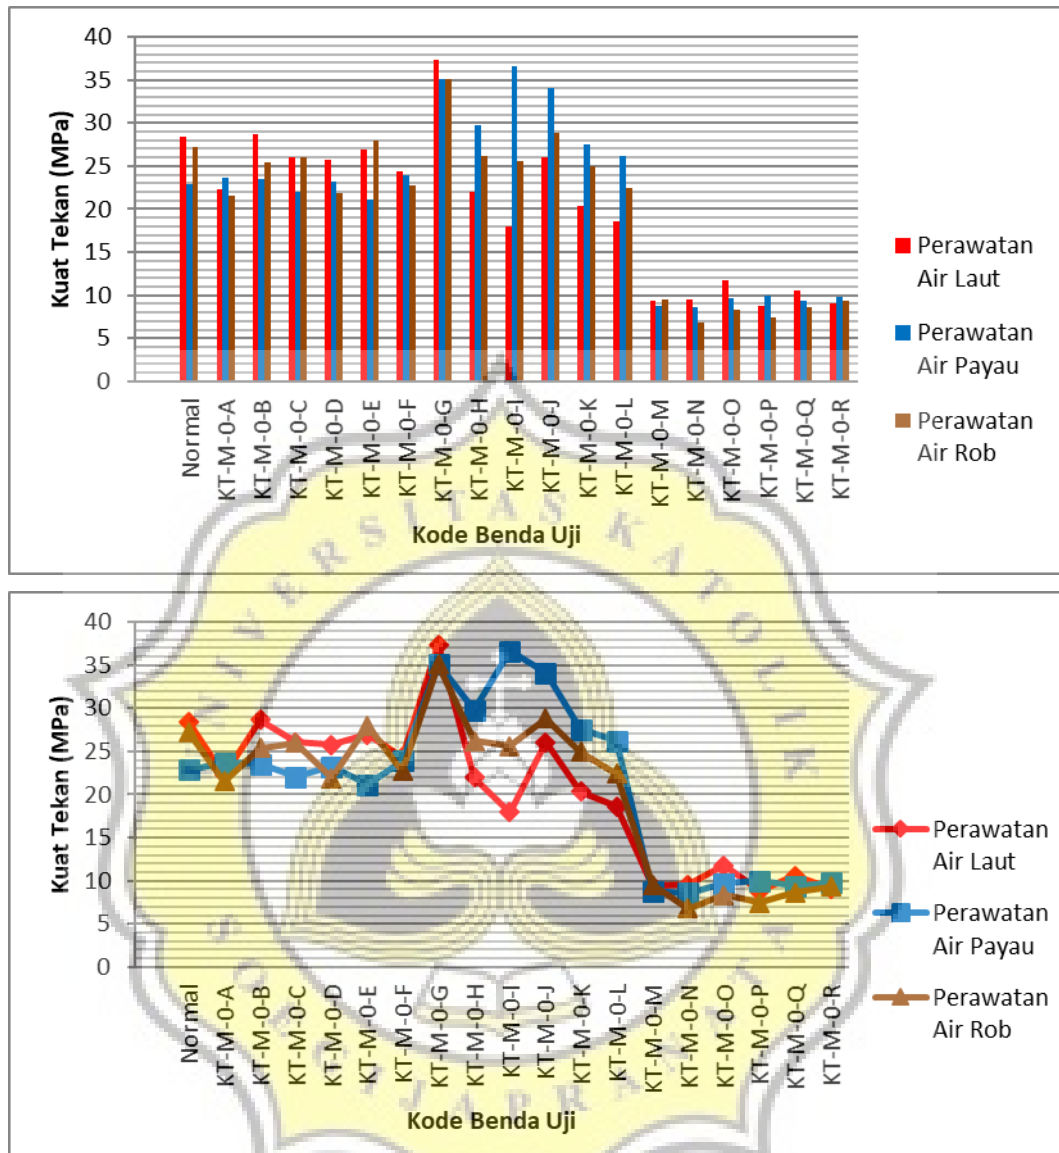 40
35
30
25
20
15
10
5
0
Kuat Tekan (MPa)
Normal
KT-M-0-A
KT-M-0-B
KT-M-0-C
KT-M-0-D
KT-M-0-E
KT-M-0-F
KT-M-0-G
KT-M-0-H
KT-M-0-I
KT-M-0-J
KT-M-0-K
KT-M-0-L
KT-M-0-M
KT-M-0-N
KT-M-0-O
KT-M-0-P
KT-M-0-Q
KT-M-0-R
Kode Benda Uji
Perawatan
Air Laut
Perawatan
Air Payau
Perawatan
Air Rob
UNIVERSITAS KATOLIK
40
35
30
25
20
15
10
5
0
Kuat Tekan (MPa)
Normal
KT-M-0-A
KT-M-0-B
KT-M-0-C
KT-M-0-D
KT-M-0-E
KT-M-0-F
KT-M-0-G
KT-M-0-H
KT-M-0-I
KT-M-0-J
KT-M-0-K
KT-M-0-L
KT-M-0-M
KT-M-0-N
KT-M-0-O
KT-M-0-P
KT-M-0-Q
KT-M-0-R
Kode Benda Uji
Perawatan
Air Laut
Perawatan
Air Payau
Perawatan
Air Rob
SOEGIJAPRANATA